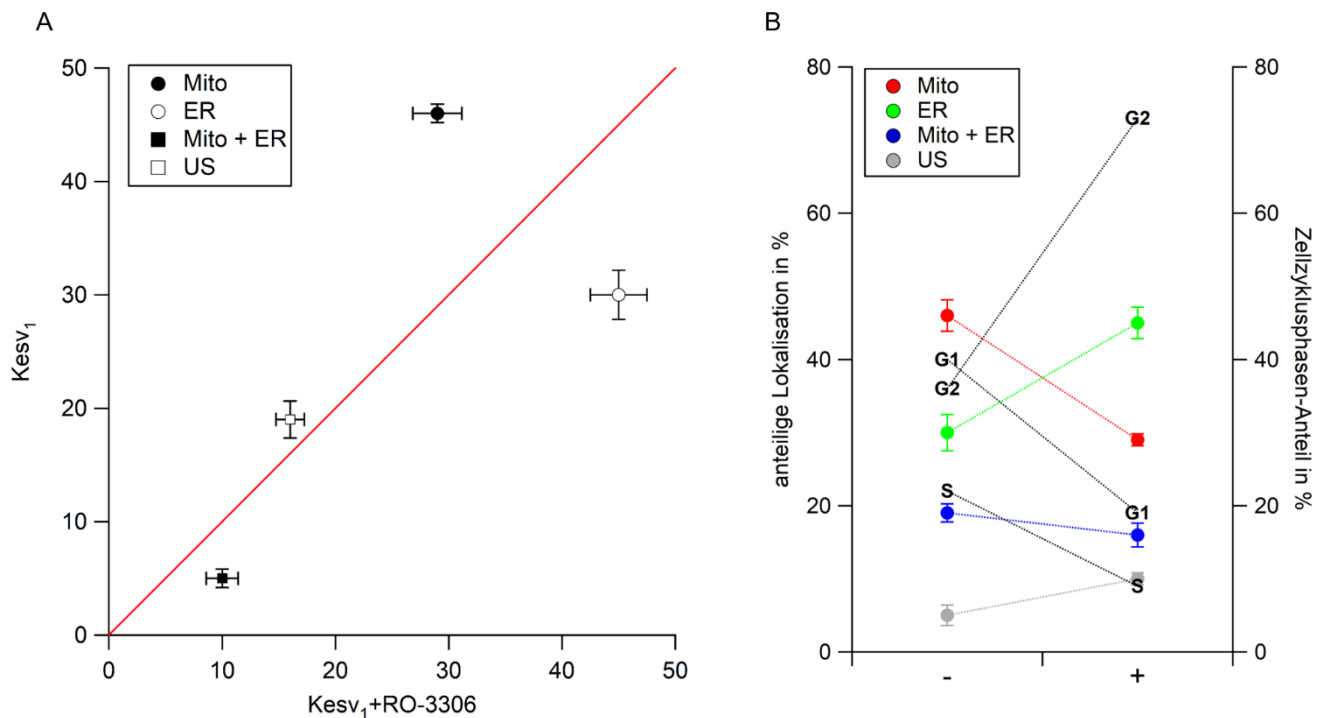 A
50
40
30
20
10
0
Kesv1
Mito
ER
Mito + ER
US
0 10 20 30 40 50
Kesv1+RO-3306
B
80
60
40
20
0
anteilige Lokalisation in %
Mito
ER
Mito + ER
US
G2
G1
G2
S
G1
S
80
60
40
20
0
Zellzyklusphasen-Anteil in %
- +